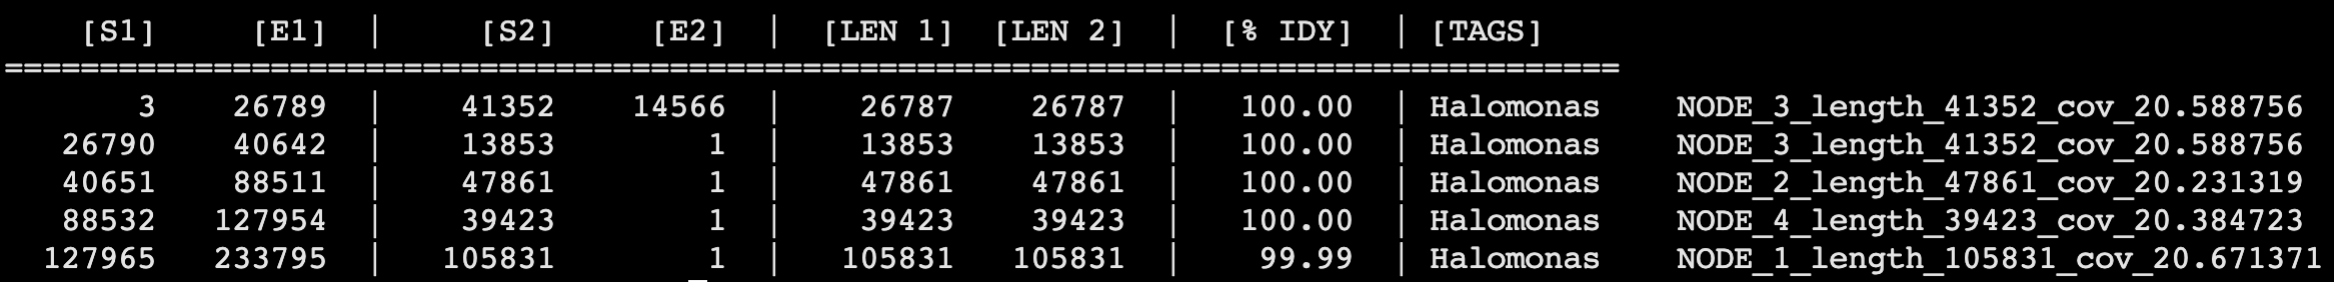 [S1] [E1] | [S2] [E2] | [LEN 1] [LEN 2] | [% IDY] | [TAGS]
=====================================================================================
3 26789 | 41352 14566 | 26787 26787 | 100.00 | Halomonas NODE_3_length_41352_cov_20.588756
26790 40642 | 13853 1 | 13853 13853 | 100.00 | Halomonas NODE_3_length_41352_cov_20.588756
40651 88511 | 47861 1 | 47861 47861 | 100.00 | Halomonas NODE_2_length_47861_cov_20.231319
88532 127954 | 39423 1 | 39423 39423 | 100.00 | Halomonas NODE_4_length_39423_cov_20.384723
127965 233795 | 105831 1 | 105831 105831 | 99.99 | Halomonas NODE_1_length_105831_cov_20.671371